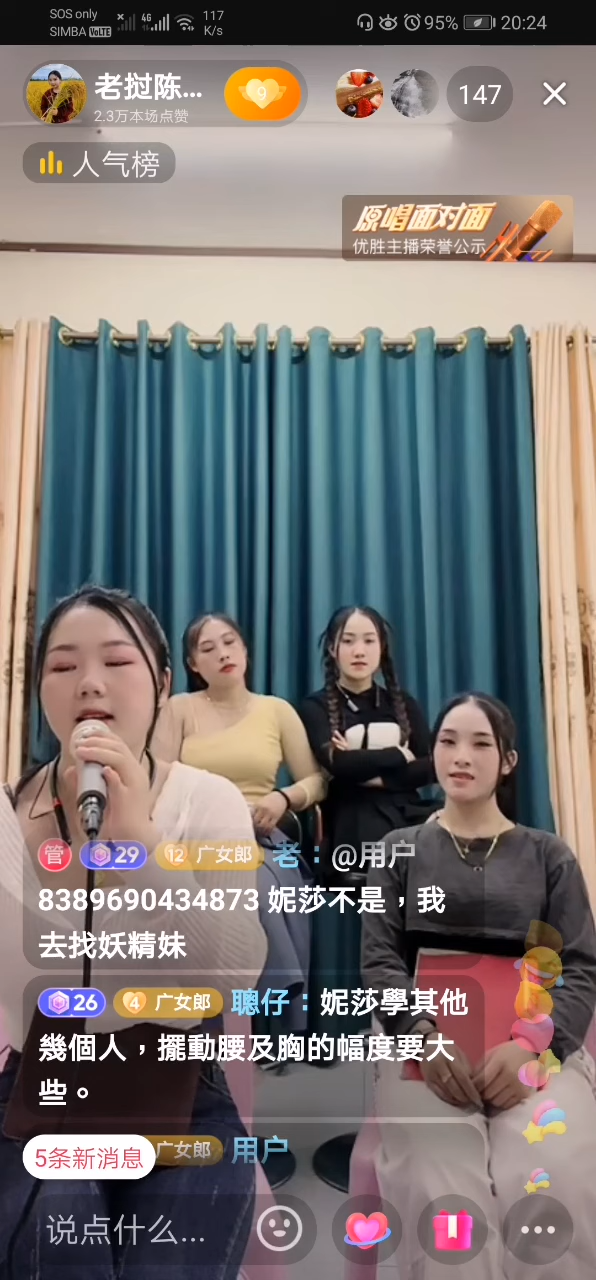 SOS only
SIMBA VoLTE
4G
117
K/s
95%
20:24
老挝陈...
2.3万本场点赞
9
147
人气榜
原唱面对面
优胜主播荣誉公示
管 29 12 广女郎 老：@用户
8389690434873 妮莎不是，我
去找妖精妹
26 4 广女郎 聰仔：妮莎學其他
幾個人，擺動腰及胸的幅度要大
些。
广女郎 用户
5条新消息
说点什么...